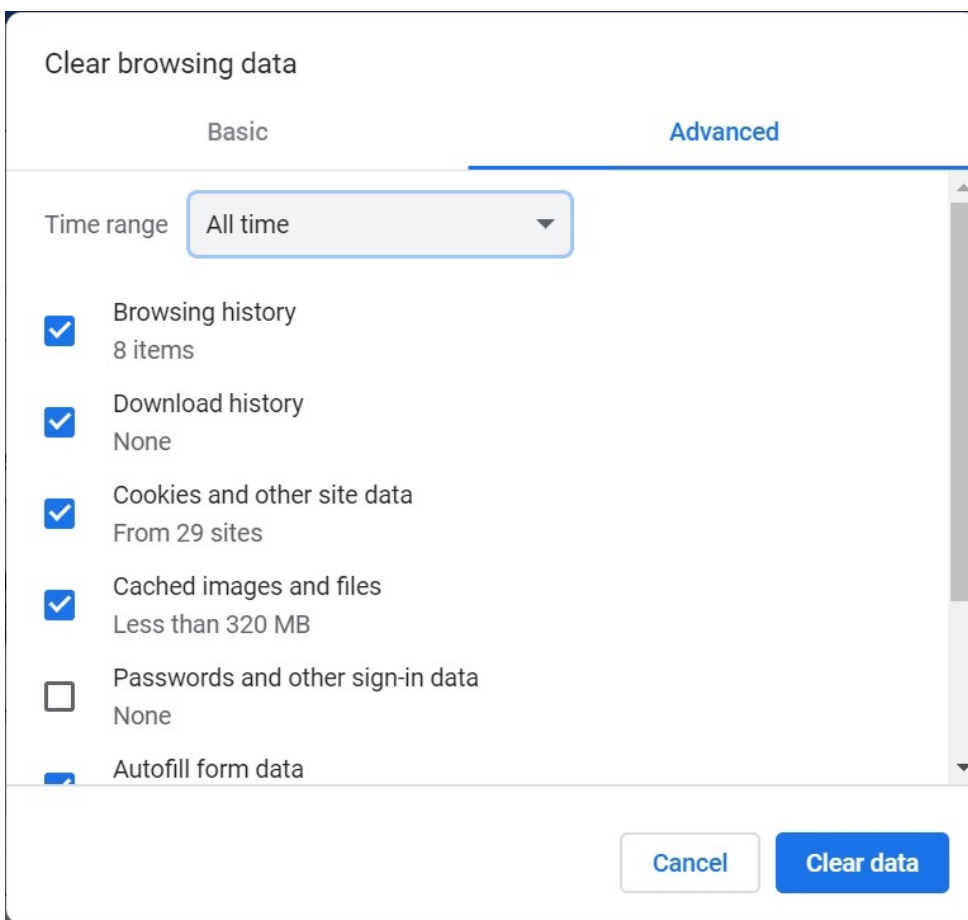 Clear browsing data
Basic
Advanced
Time range
All time
Browsing history
8 items
Download history
None
Cookies and other site data
From 29 sites
Cached images and files
Less than 320 MB
Passwords and other sign-in data
None
Autofill form data
Cancel
Clear data